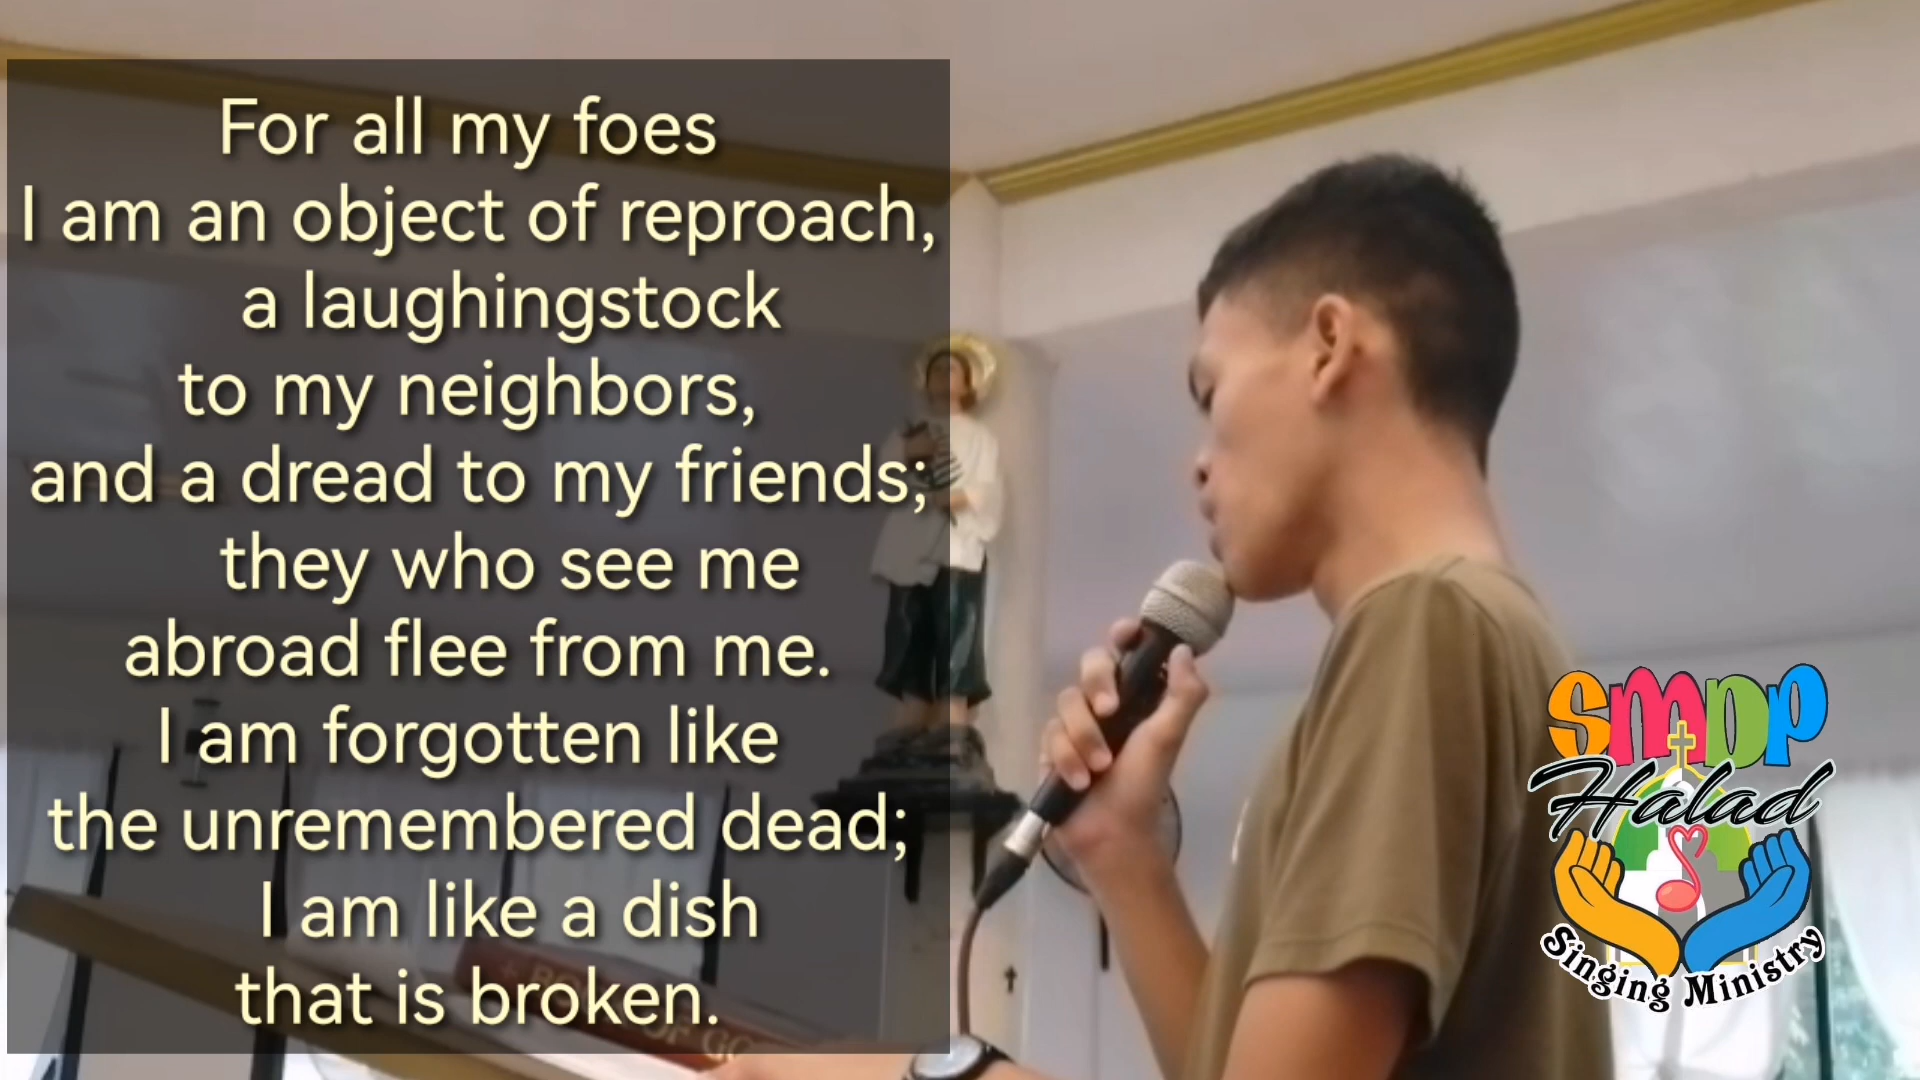 For all my foes
I am an object of reproach,
a laughingstock
to my neighbors,
and a dread to my friends;
they who see me
abroad flee from me.
I am forgotten like
the unremembered dead;
I am like a dish
that is broken.
SMDP
Halad
Singing Ministry